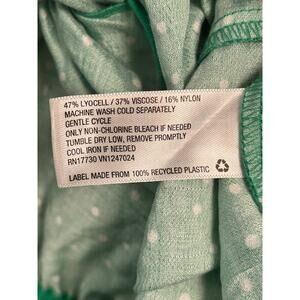 47% LYOCELL / 37% VISCOSE / 16% NYLON
MACHINE WASH COLD SEPARATELY
GENTLE CYCLE
ONLY NON-CHLORINE BLEACH IF NEEDED
TUMBLE DRY LOW, REMOVE PROMPTLY
COOL IRON IF NEEDED
RN17730 VN1247024
LABEL MADE FROM 100% RECYCLED PLASTIC